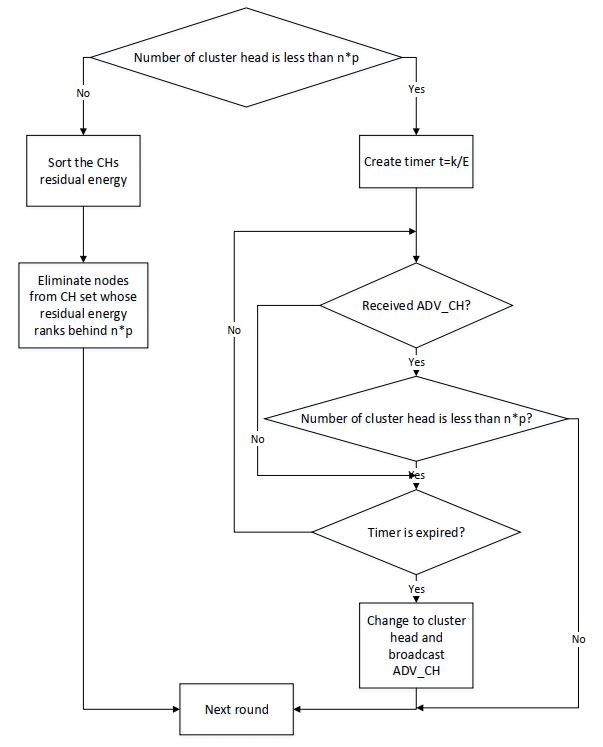 Number of cluster head is less than n*p
No
Yes
Sort the CHs
residual energy
Create timer t=k/E
Eliminate nodes
from CH set whose
residual energy
ranks behind n*p
Received ADV_CH?
No
Yes
Number of cluster head is less than n*p?
No
Yes
Timer is expired?
Yes
Change to cluster
head and
broadcast
ADV_CH
No
Next round